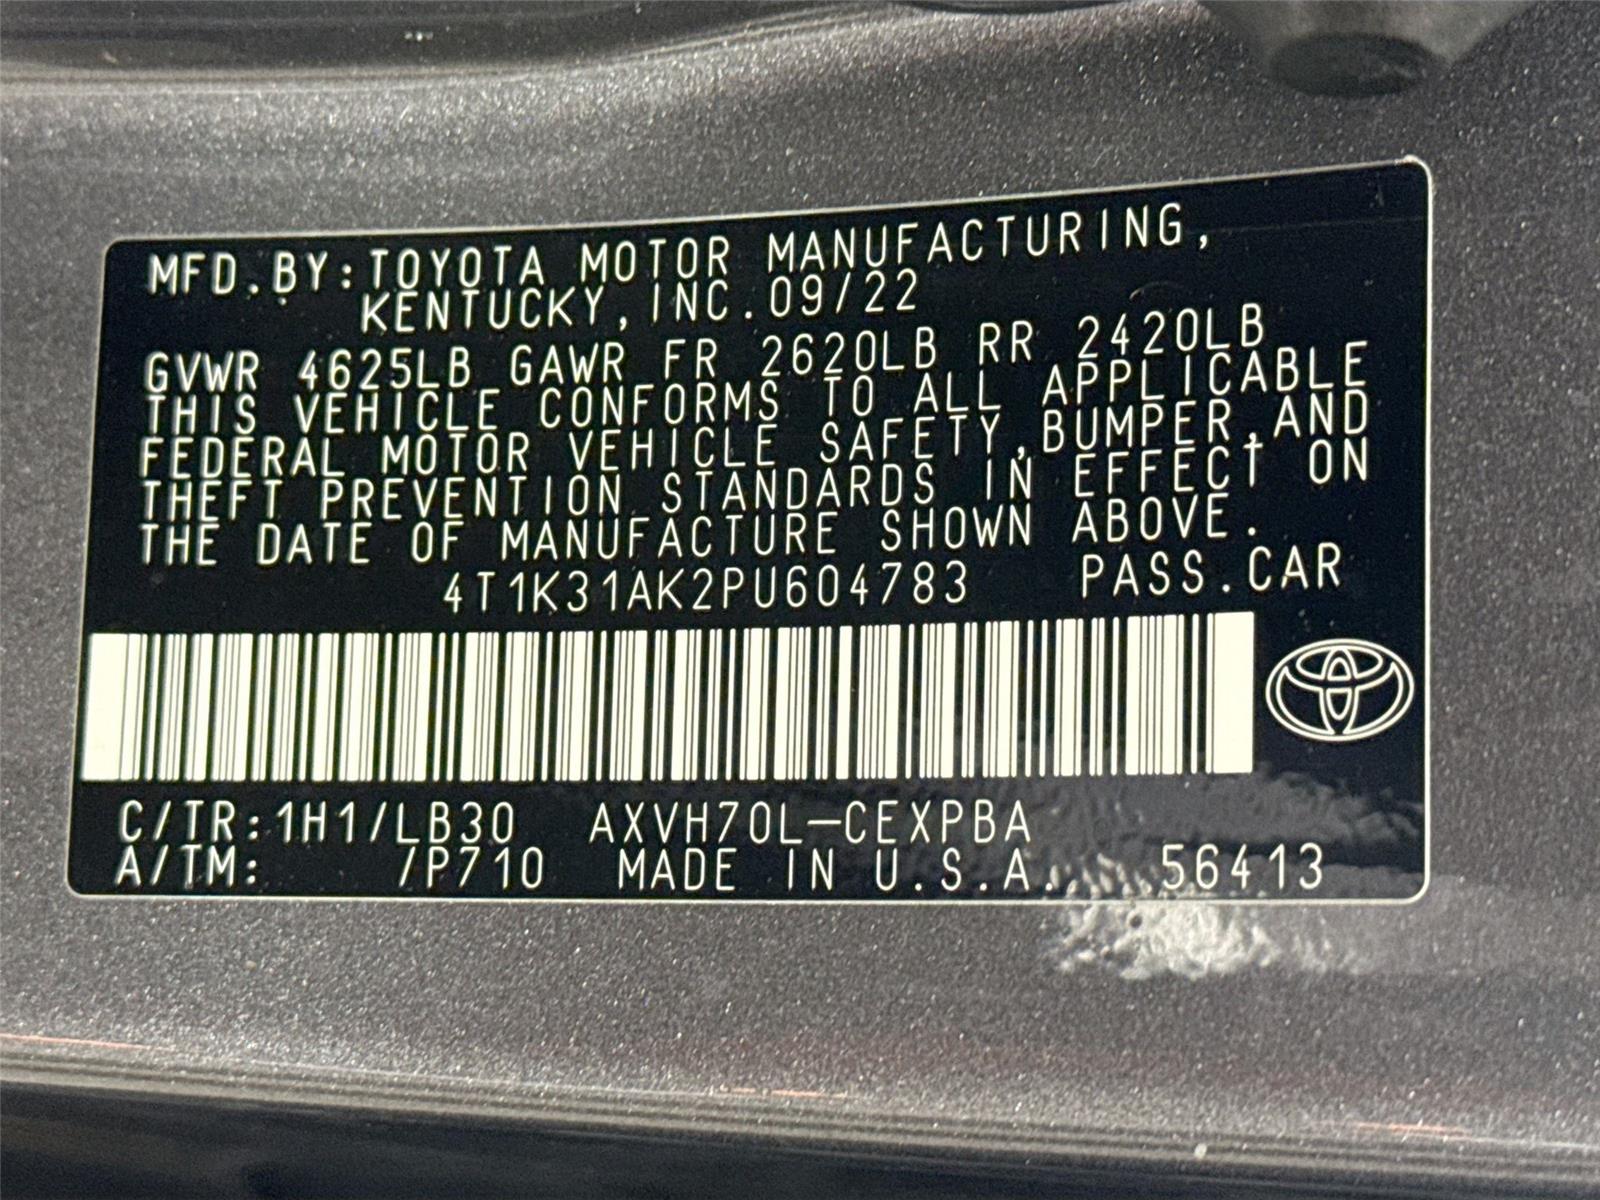 MFD.BY:TOYOTA MOTOR MANUFACTURING,
KENTUCKY,INC.09/22
GVWR 4625LB GAWR FR 2620LB RR 2420LB
THIS VEHICLE CONFORMS TO ALL APPLICABLE
FEDERAL MOTOR VEHICLE SAFETY,BUMPER,AND
THEFT PREVENTION STANDARDS IN EFFECT ON
THE DATE OF MANUFACTURE SHOWN ABOVE.
4T1K31AK2PU604783 PASS.CAR
C/TR:1H1/LB30 AXVH70L-CEXPBA
A/TM: /P710 MADE IN U.S.A. 56413